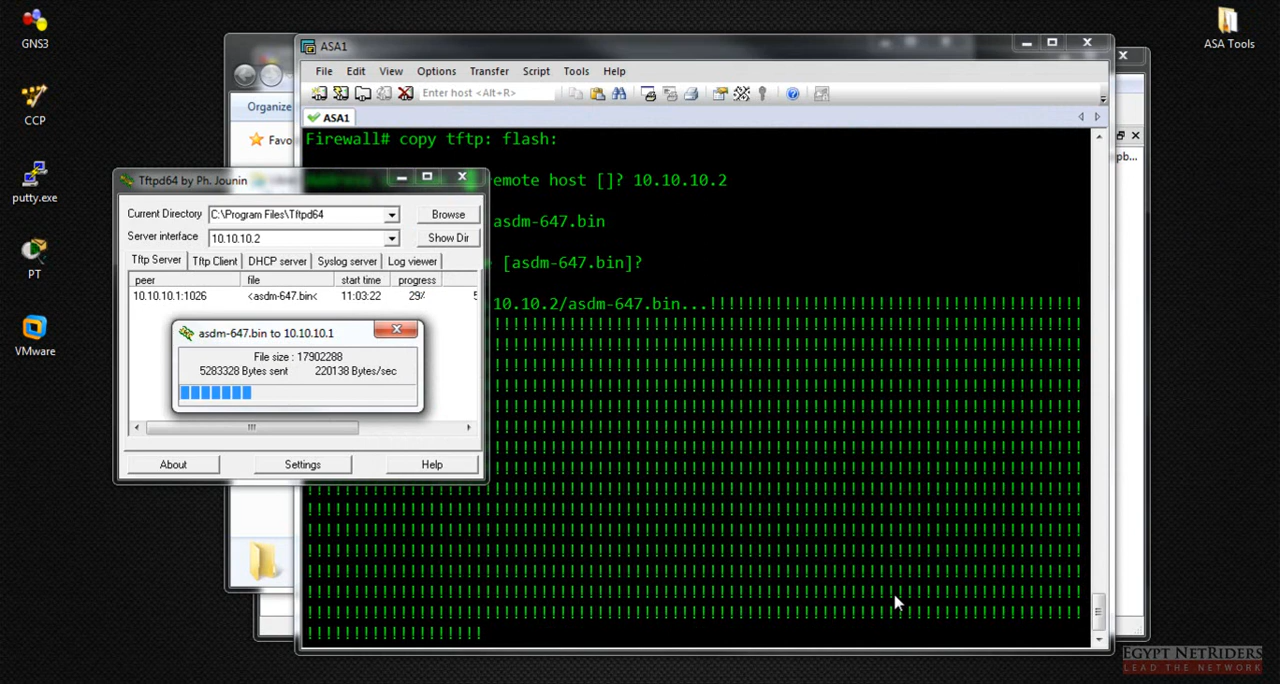 GNS3
CCP
putty.exe
PT
VMware
ASA Tools
Organize
Favo
ASA1
File Edit View Options Transfer Script Tools Help
Enter host <Alt+R>
ASA1
Firewall# copy tftp: flash:
remote host []? 10.10.10.2
asdm-647.bin
[asdm-647.bin]?
10.10.2/asdm-647.bin...!!!!!!!!!!!!!!!!!!!!!!!!!!!!!!!!!!!!!!!!!!!!!!!
Tftpd64 by Ph. Jounin
Current Directory C:\Program Files\Tftpd64 Browse
Server interface 10.10.10.2 Show Dir
Tftp Server Tftp Client DHCP server Syslog server Log viewer
peer file start time progress
10.10.10.1:1026 <asdm-647.bin< 11:03:22 29%
asdm-647.bin to 10.10.10.1
File size : 17902288
5283328 Bytes sent 220138 Bytes/sec
About Settings Help
pb...
EGYPT NETRIDERS
LEAD THE NETWORK